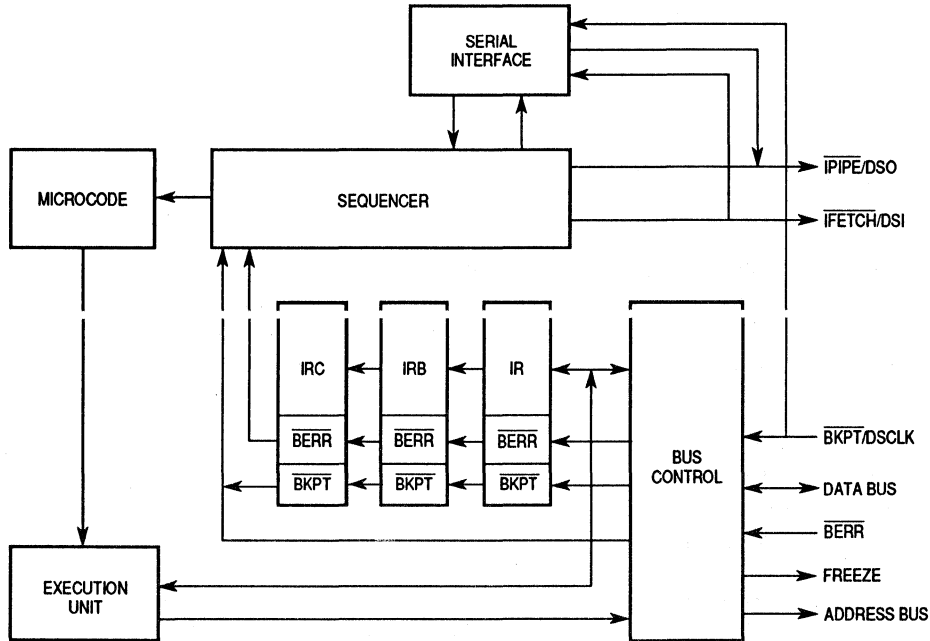 SERIAL
INTERFACE
MICROCODE
SEQUENCER
IPIPE/DSO
IFETCH/DSI
IRC
IRB
IR
BERR
BERR
BERR
BKPT
BKPT
BKPT
BUS
CONTROL
BKPT/DSCLK
DATA BUS
BERR
FREEZE
ADDRESS BUS
EXECUTION
UNIT